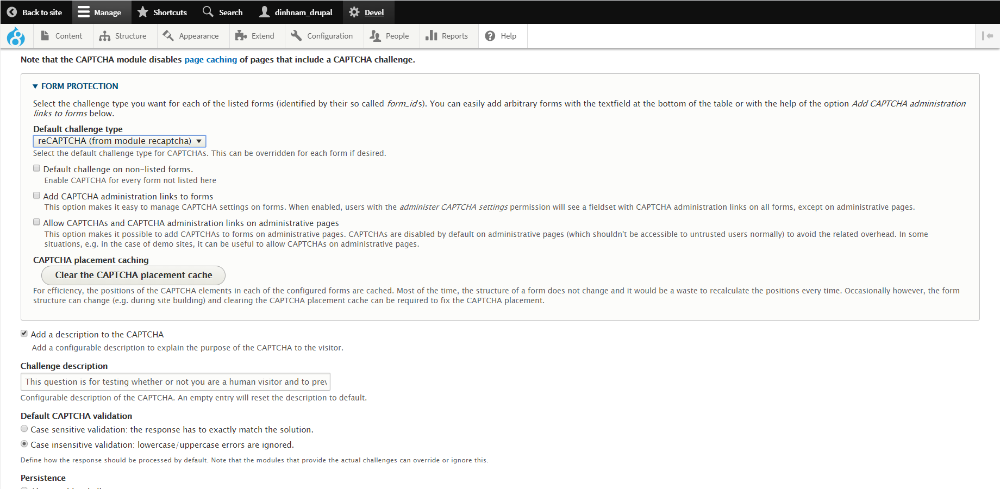 Back to site Manage Shortcuts Search dinhnam_drupal Devel
Content Structure Appearance Extend Configuration People Reports Help
Note that the CAPTCHA module disables page caching of pages that include a CAPTCHA challenge.
FORM PROTECTION
Select the challenge type you want for each of the listed forms (identified by their so called form_id's). You can easily add arbitrary forms with the textfield at the bottom of the table or with the help of the option Add CAPTCHA administration
links to forms below.
Default challenge type
reCAPTCHA (from module recaptcha)
Select the default challenge type for CAPTCHAs. This can be overridden for each form if desired.
Default challenge on non-listed forms.
Enable CAPTCHA for every form not listed here
Add CAPTCHA administration links to forms
This option makes it easy to manage CAPTCHA settings on forms. When enabled, users with the administer CAPTCHA settings permission will see a fieldset with CAPTCHA administration links on all forms, except on administrative pages.
Allow CAPTCHAs and CAPTCHA administration links on administrative pages
This option makes it possible to add CAPTCHAs to forms on administrative pages. CAPTCHAs are disabled by default on administrative pages (which shouldn't be accessible to untrusted users normally) to avoid the related overhead. In some
situations, e.g. in the case of demo sites, it can be useful to allow CAPTCHAs on administrative pages.
CAPTCHA placement caching
Clear the CAPTCHA placement cache
For efficiency, the positions of the CAPTCHA elements in each of the configured forms are cached. Most of the time, the structure of a form does not change and it would be a waste to recalculate the positions every time. Occasionally however, the form
structure can change (e.g. during site building) and clearing the CAPTCHA placement cache can be required to fix the CAPTCHA placement.
Add a description to the CAPTCHA
Add a configurable description to explain the purpose of the CAPTCHA to the visitor.
Challenge description
This question is for testing whether or not you are a human visitor and to prev
Configurable description of the CAPTCHA. An empty entry will reset the description to default.
Default CAPTCHA validation
Case sensitive validation: the response has to exactly match the solution.
Case insensitive validation: lowercase/uppercase errors are ignored.
Define how the response should be processed by default. Note that the modules that provide the actual challenges can override or ignore this.
Persistence